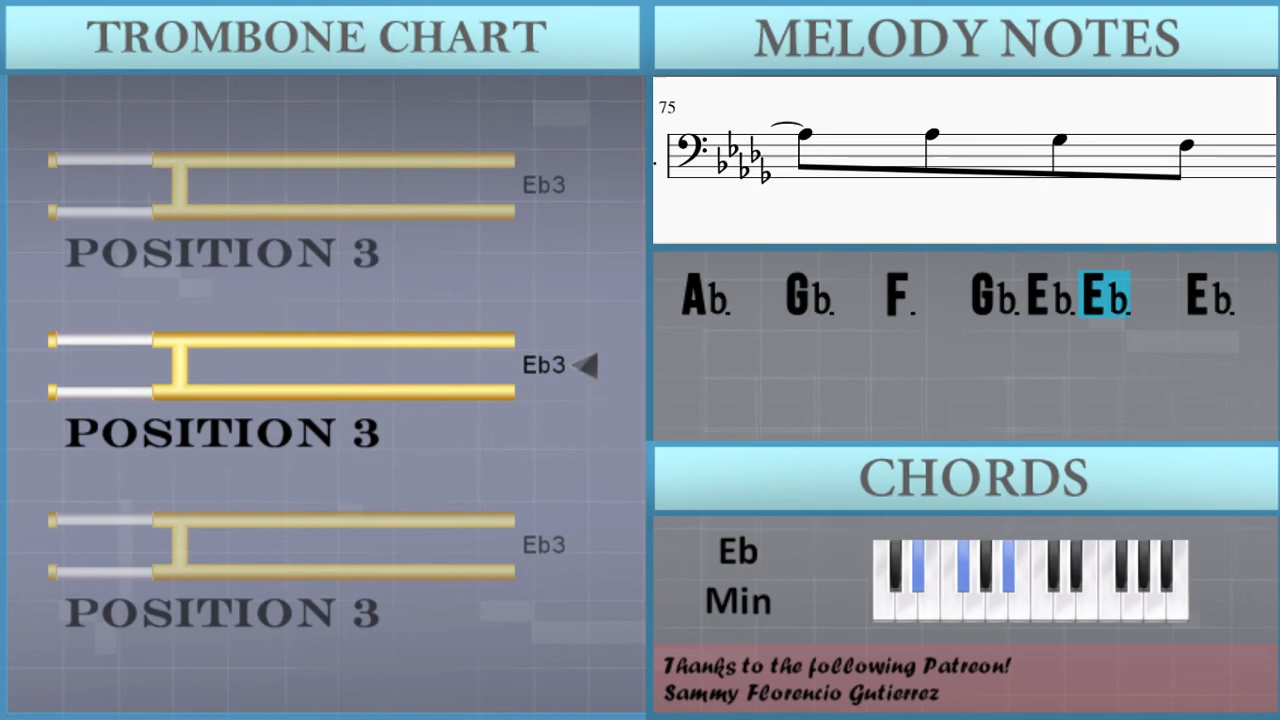 TROMBONE CHART
Eb3
POSITION 3
Eb3
POSITION 3
Eb3
POSITION 3
MELODY NOTES
75
Ab. Gb. F. Gb. Eb. Eb. Eb.
CHORDS
Eb
Min
Thanks to the following Patreon!
Sammy Florencio Gutierrez